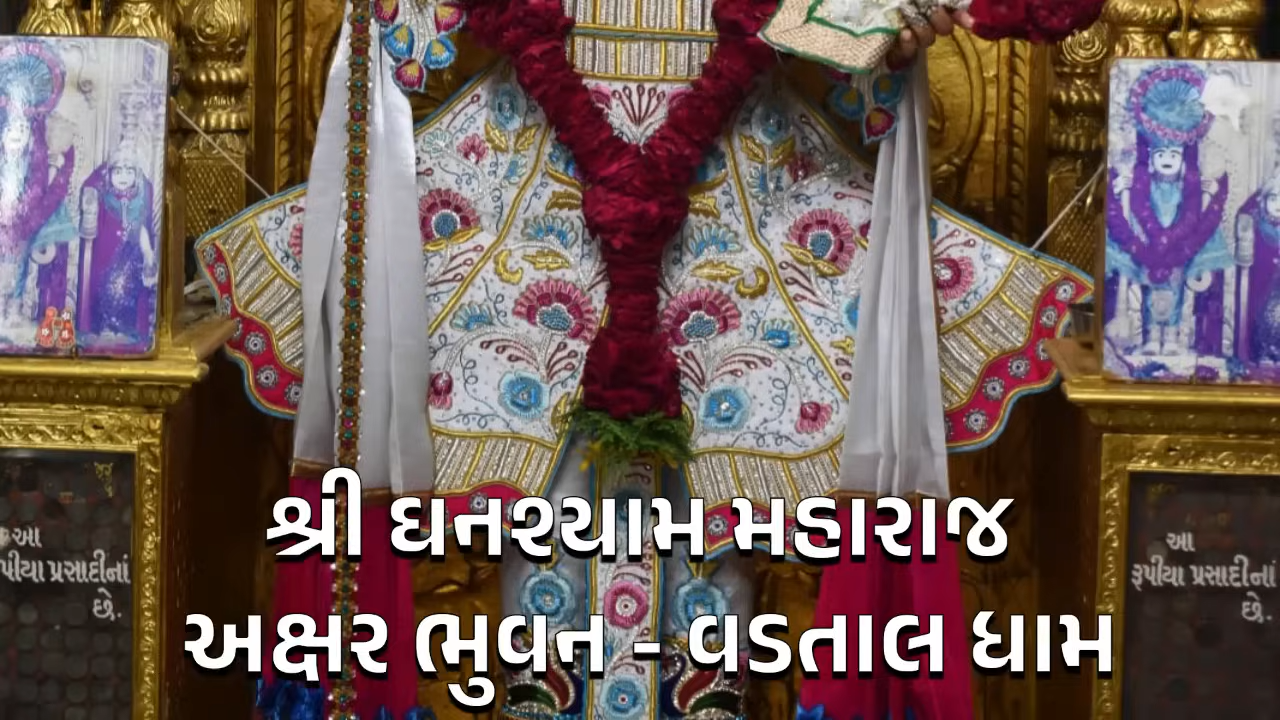 શ્રી ઘનશ્યામ મહારાજ
અક્ષર ભુવન - વડતાલ ધામ
આ
રૂપીયા પ્રસાદીનાં
છે.
આ
રૂપીયા પ્રસાદીનાં
છે.